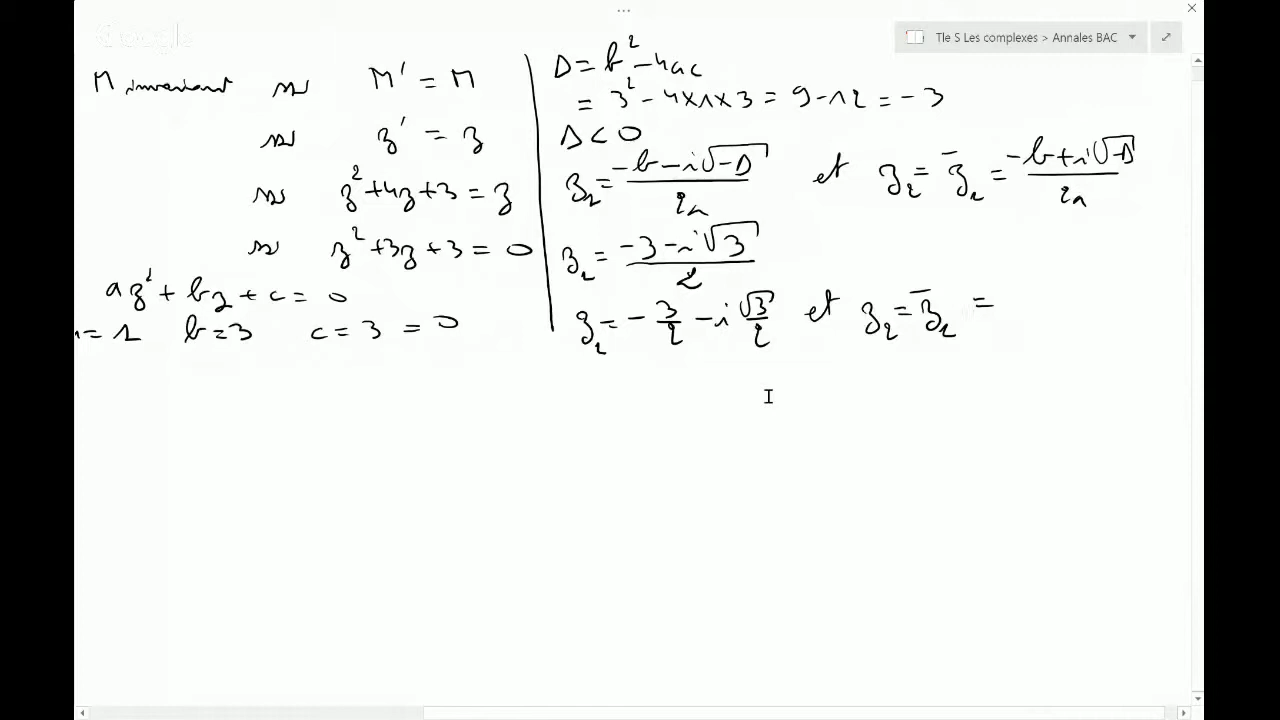 Google
Tle S Les complexes > Annales BAC
M invariant ssi M' = M
ssi z' = z
ssi z² + 4z + 3 = z
ssi z² + 3z + 3 = 0
az² + bz + c = 0
= 1 b = 3 c = 3 = 0
Δ = b² - 4ac
= 3² - 4×1×3 = 9 - 12 = -3
Δ < 0
z₁ = (-b - i√(-Δ))/(2a) et z₂ = z̄₁ = (-b + i√(-Δ))/(2a)
z₁ = (-3 - i√3)/2
z₁ = -3/2 - i √3/2 et z₂ = z̄₁ =